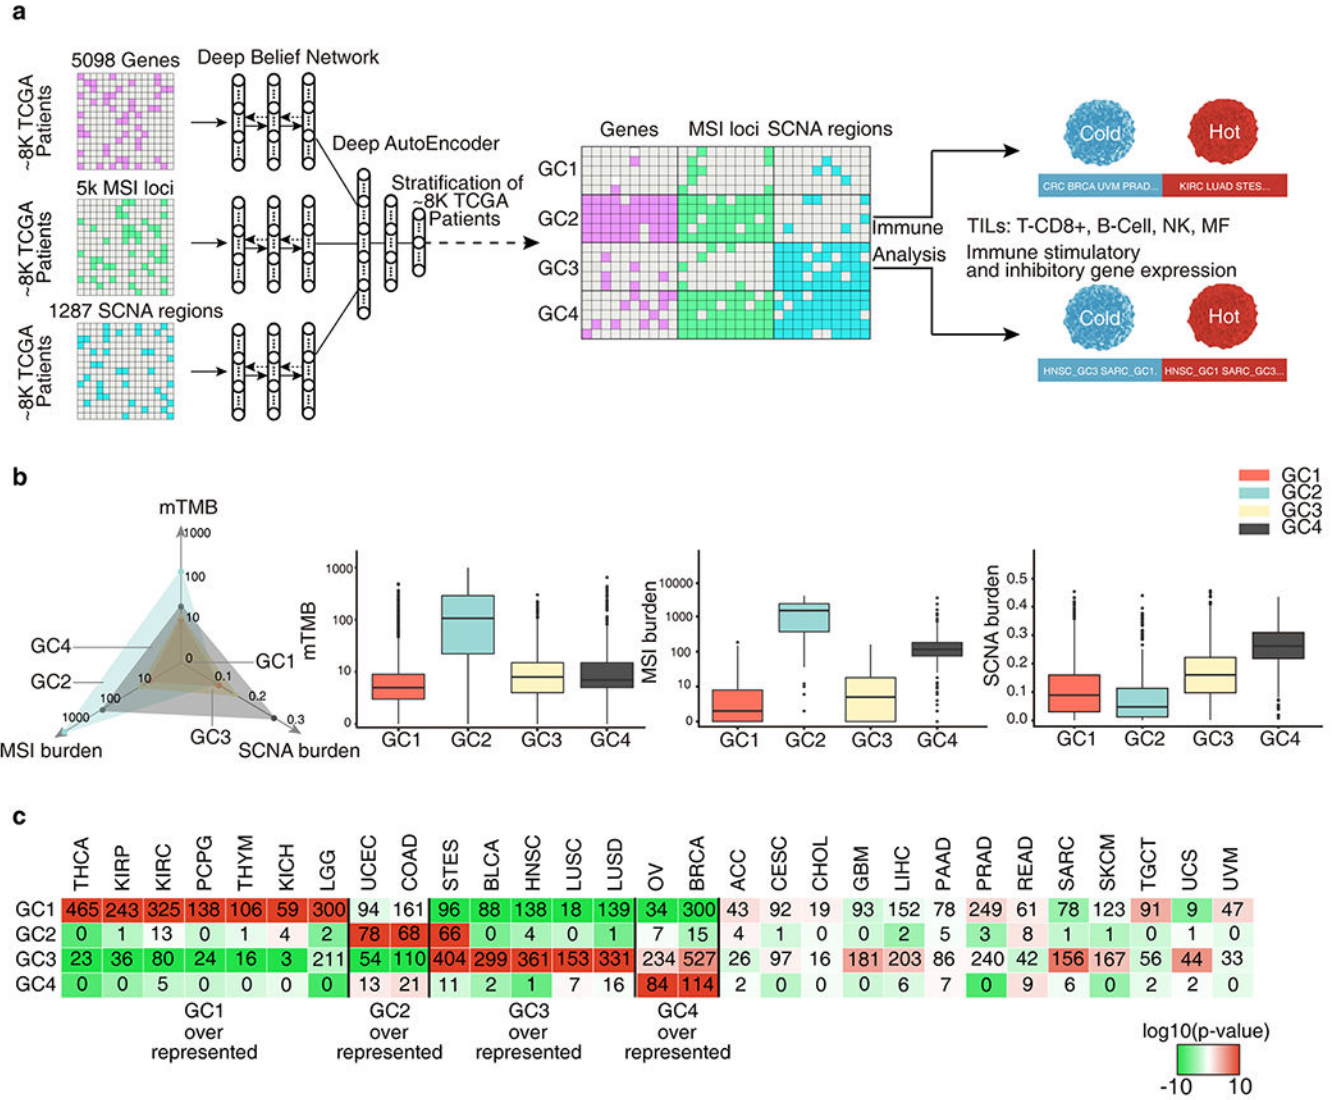 a
5098 Genes
Deep Belief Network
~8K TCGA
Patients
5k MSI loci
~8K TCGA
Patients
1287 SCNA regions
~8K TCGA
Patients
Deep AutoEncoder
Stratification of
~8K TCGA
Patients
Genes MSI loci SCNA regions
GC1
GC2
GC3
GC4
Immune
Analysis
Cold Hot
CRC BRCA UVM PRAD... KIRC LUAD STES...
TILs: T-CD8+, B-Cell, NK, MF
Immune stimulatory
and inhibitory gene expression
Cold Hot
HNSC_GC3 SARC_GC1. HNSC_GC1 SARC_GC3...
b
GC1
GC2
GC3
GC4
mTMB
1000
100
10
0
GC4
GC1
GC2
10
0.1
100
0.2
1000
0.3
GC3
MSI burden SCNA burden
mTMB
1000
100
10
0
GC1 GC2 GC3 GC4
MSI burden
10000
1000
100
10
0
GC1 GC2 GC3 GC4
SCNA burden
0.5
0.4
0.3
0.2
0.1
0.0
GC1 GC2 GC3 GC4
c
THCA KIRP KIRC PCPG THYM KICH LGG UCEC COAD STES BLCA HNSC LUSC LUSD OV BRCA ACC CESC CHOL GBM LIHC PAAD PRAD READ SARC SKCM TGCT UCS UVM
GC1 465 243 325 138 106 59 300 94 161 96 88 138 18 139 34 300 43 92 19 93 152 78 249 61 78 123 91 9 47
GC2 0 1 13 0 1 4 2 78 68 66 0 4 0 1 7 15 4 1 0 0 2 5 3 8 1 1 0 1 0
GC3 23 36 80 24 16 3 211 54 110 404 299 361 153 331 234 527 26 97 16 181 203 86 240 42 156 167 56 44 33
GC4 0 0 5 0 0 0 0 13 21 11 2 1 7 16 84 114 2 0 0 0 6 7 0 9 6 0 2 2 0
GC1
over
represented
GC2
over
represented
GC3
over
represented
GC4
over
represented
log10(p-value)
-10 10